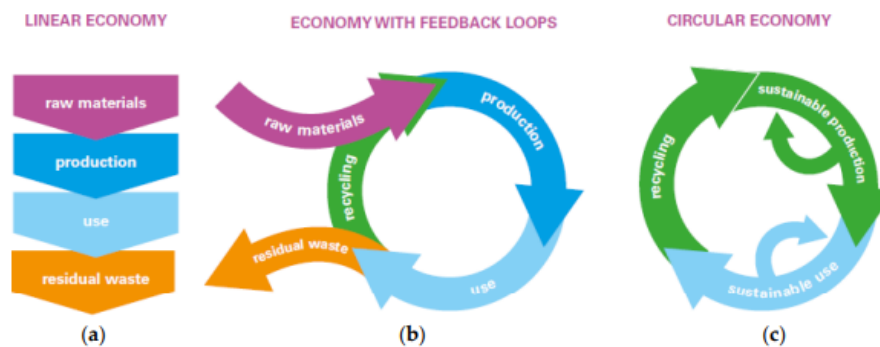 LINEAR ECONOMY
raw materials
production
use
residual waste
(a)
ECONOMY WITH FEEDBACK LOOPS
raw materials
production
recycling
residual waste
use
(b)
CIRCULAR ECONOMY
sustainable production
recycling
sustainable use
(c)